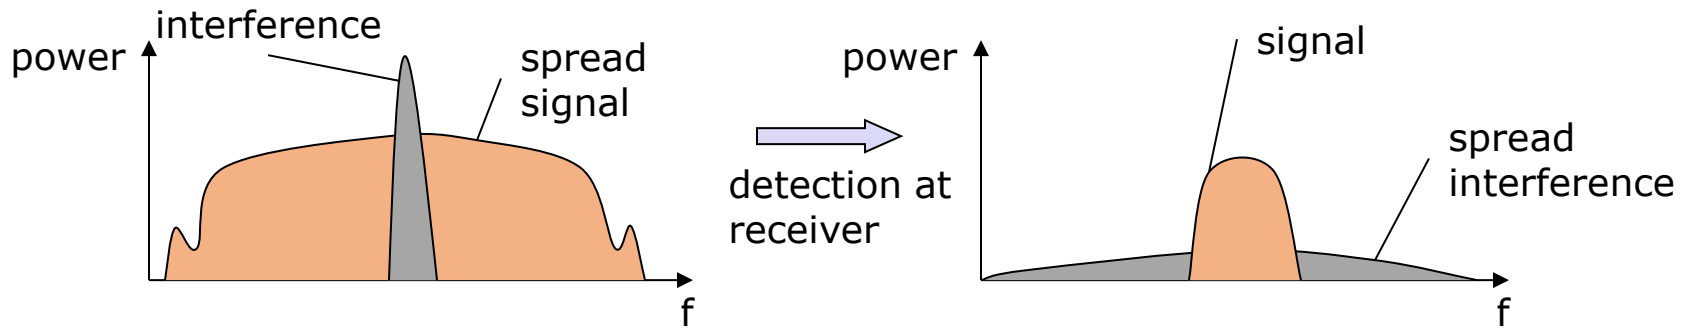 interference
power
spread
signal
f
detection at
receiver
power
signal
spread
interference
f